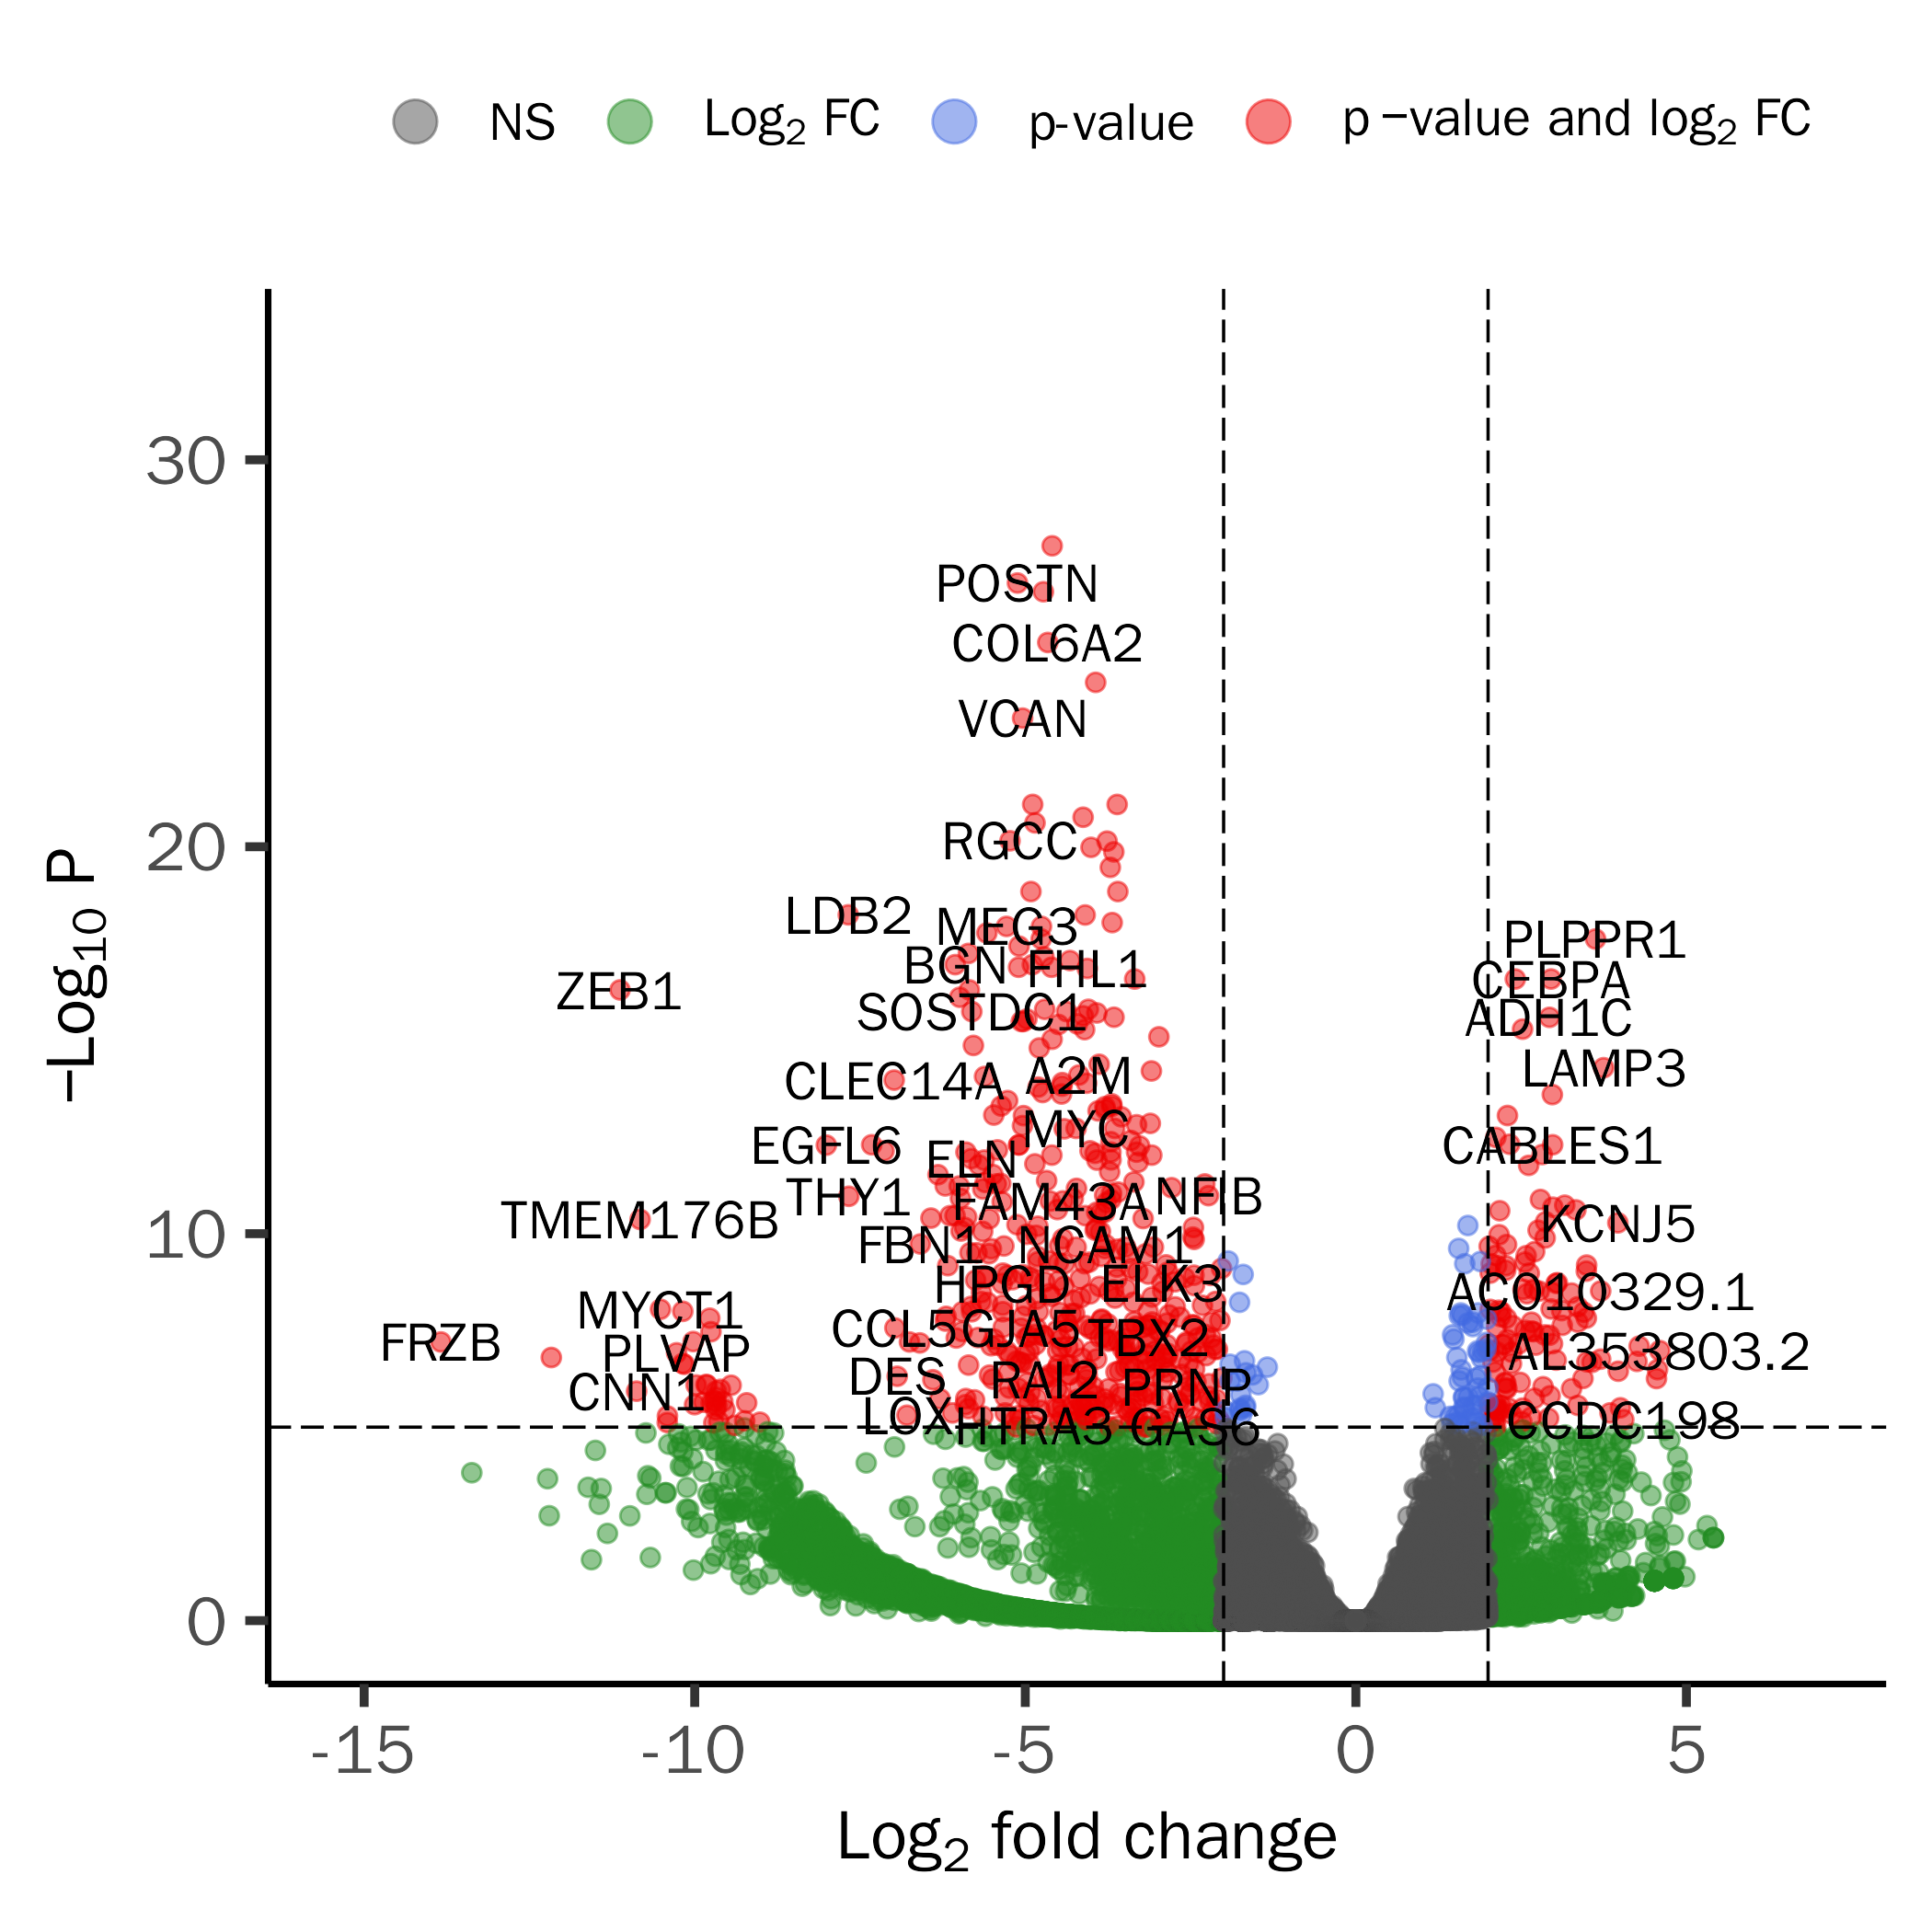 NS Log2 FC p-value p −value and log2 FC
30
20
10
0
−Log10 P
POSTN
COL6A2
VCAN
RGCC
LDB2
MEG3
PLPPR1
BGN
FHL1
CEBPA
ZEB1
SOSTDC1
ADH1C
CLEC14A
A2M
LAMP3
MYC
EGFL6
ELN
CABLES1
THY1
FAM43A
NFIB
TMEM176B
KCNJ5
FBN1
NCAM1
HPGD
ELK3
AC010329.1
MYCT1
CCL5
GJA5
TBX2
FRZB
PLVAP
AL353803.2
DES
RAI2
PRNP
CNN1
LOX
HTRA3
GAS6
CCDC198
-15 -10 -5 0 5
Log2 fold change